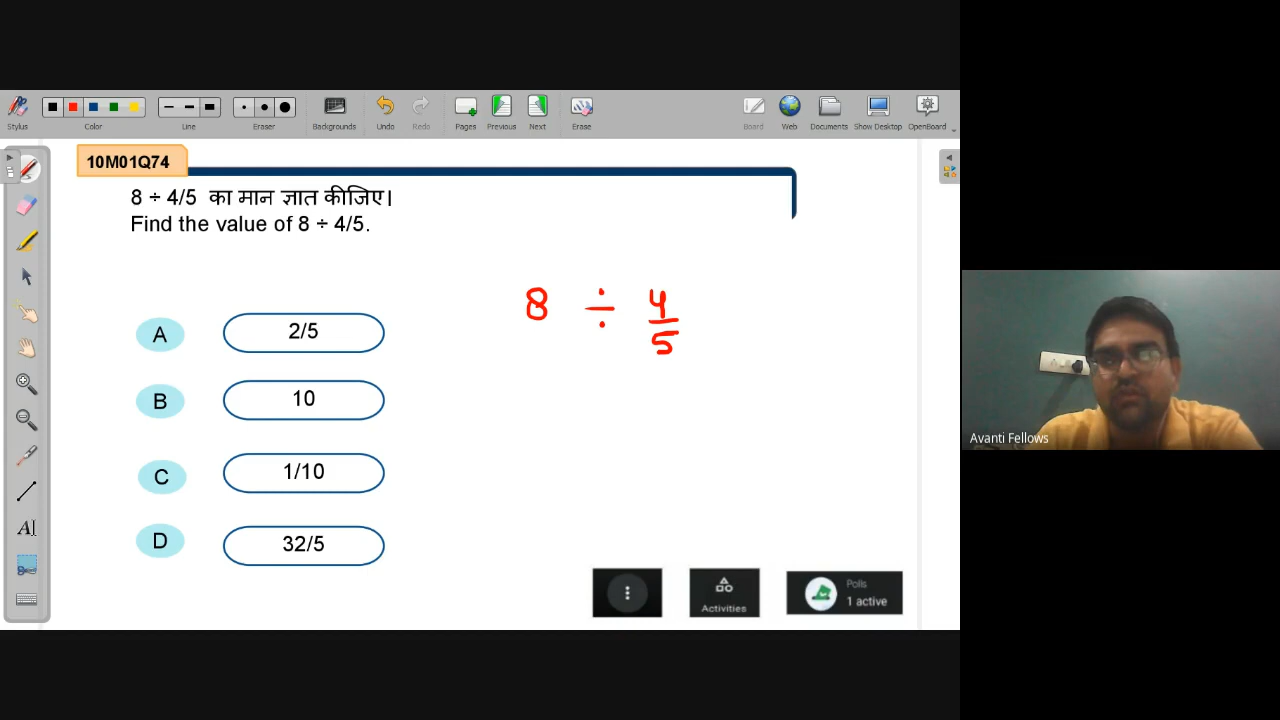 Stylus
Color
Line
Eraser
Backgrounds
Undo
Redo
Pages
Previous
Next
Erase
Board
Web
Documents
Show Desktop
OpenBoard
10M01Q74
8 ÷ 4/5 का मान ज्ञात कीजिए।
Find the value of 8 ÷ 4/5.
8 ÷ 4/5
A 2/5
B 10
C 1/10
D 32/5
AI
Activities
Polls
1 active
Avanti Fellows